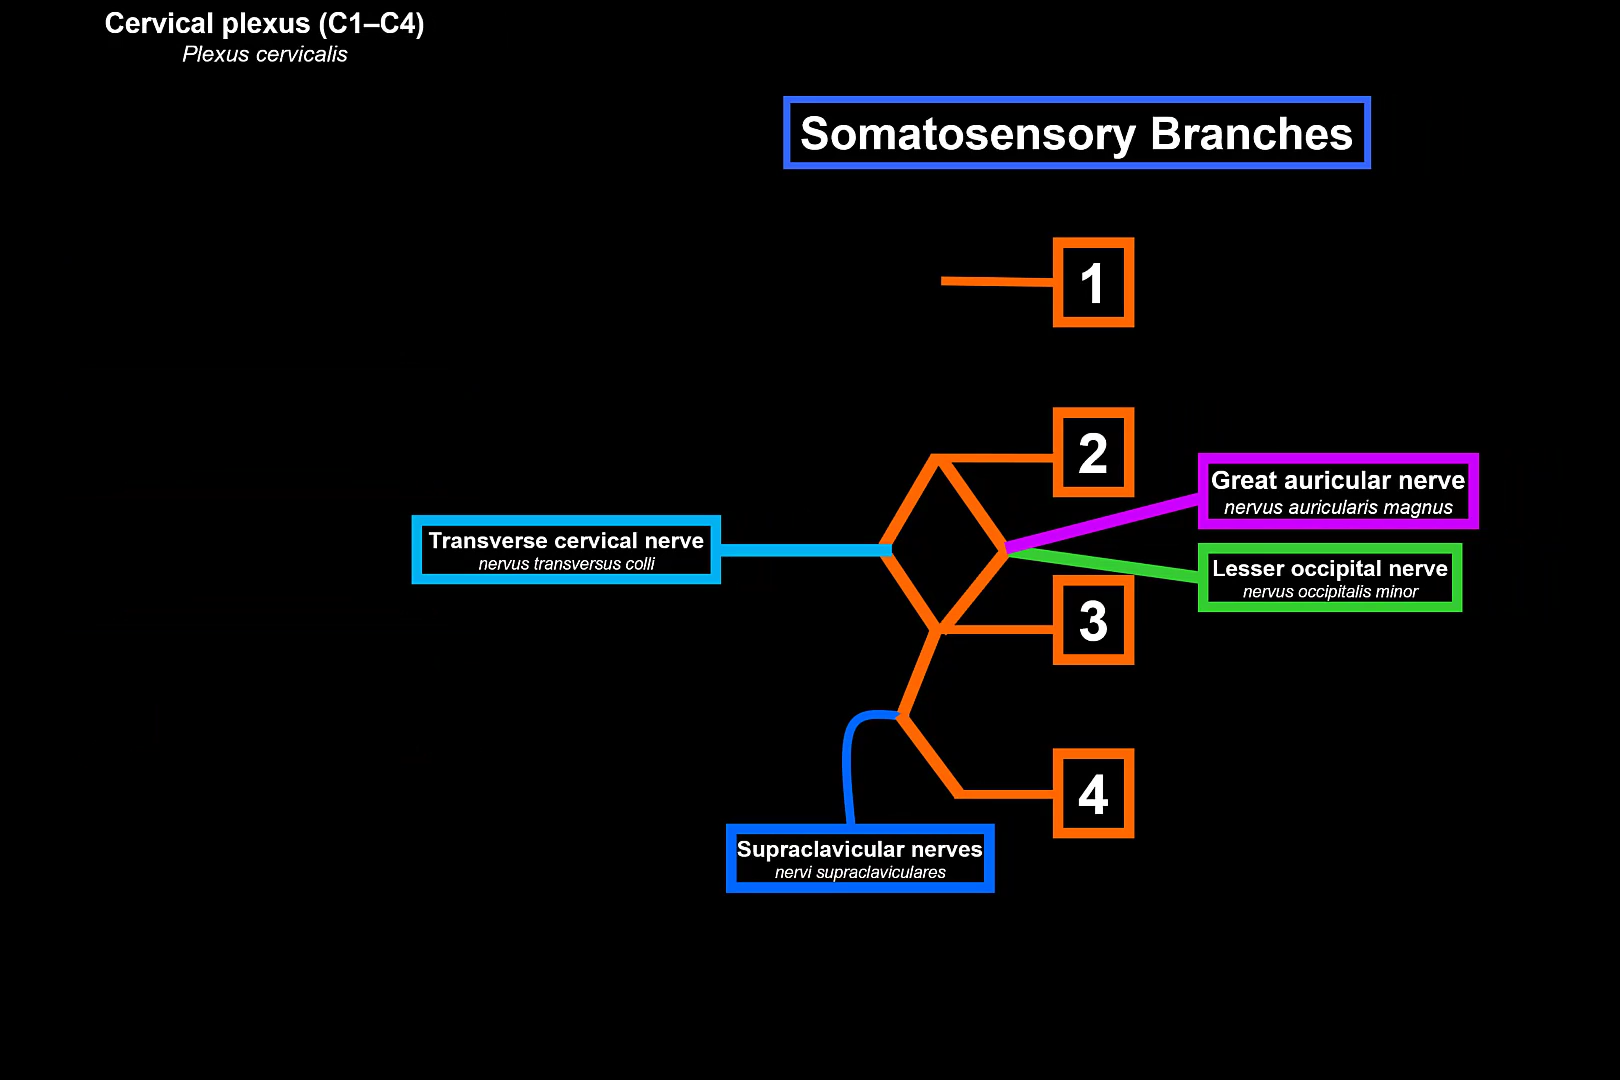 Cervical plexus (C1–C4)
Plexus cervicalis
Somatosensory Branches
1
2
Great auricular nerve
nervus auricularis magnus
Transverse cervical nerve
nervus transversus colli
Lesser occipital nerve
nervus occipitalis minor
3
4
Supraclavicular nerves
nervi supraclaviculares